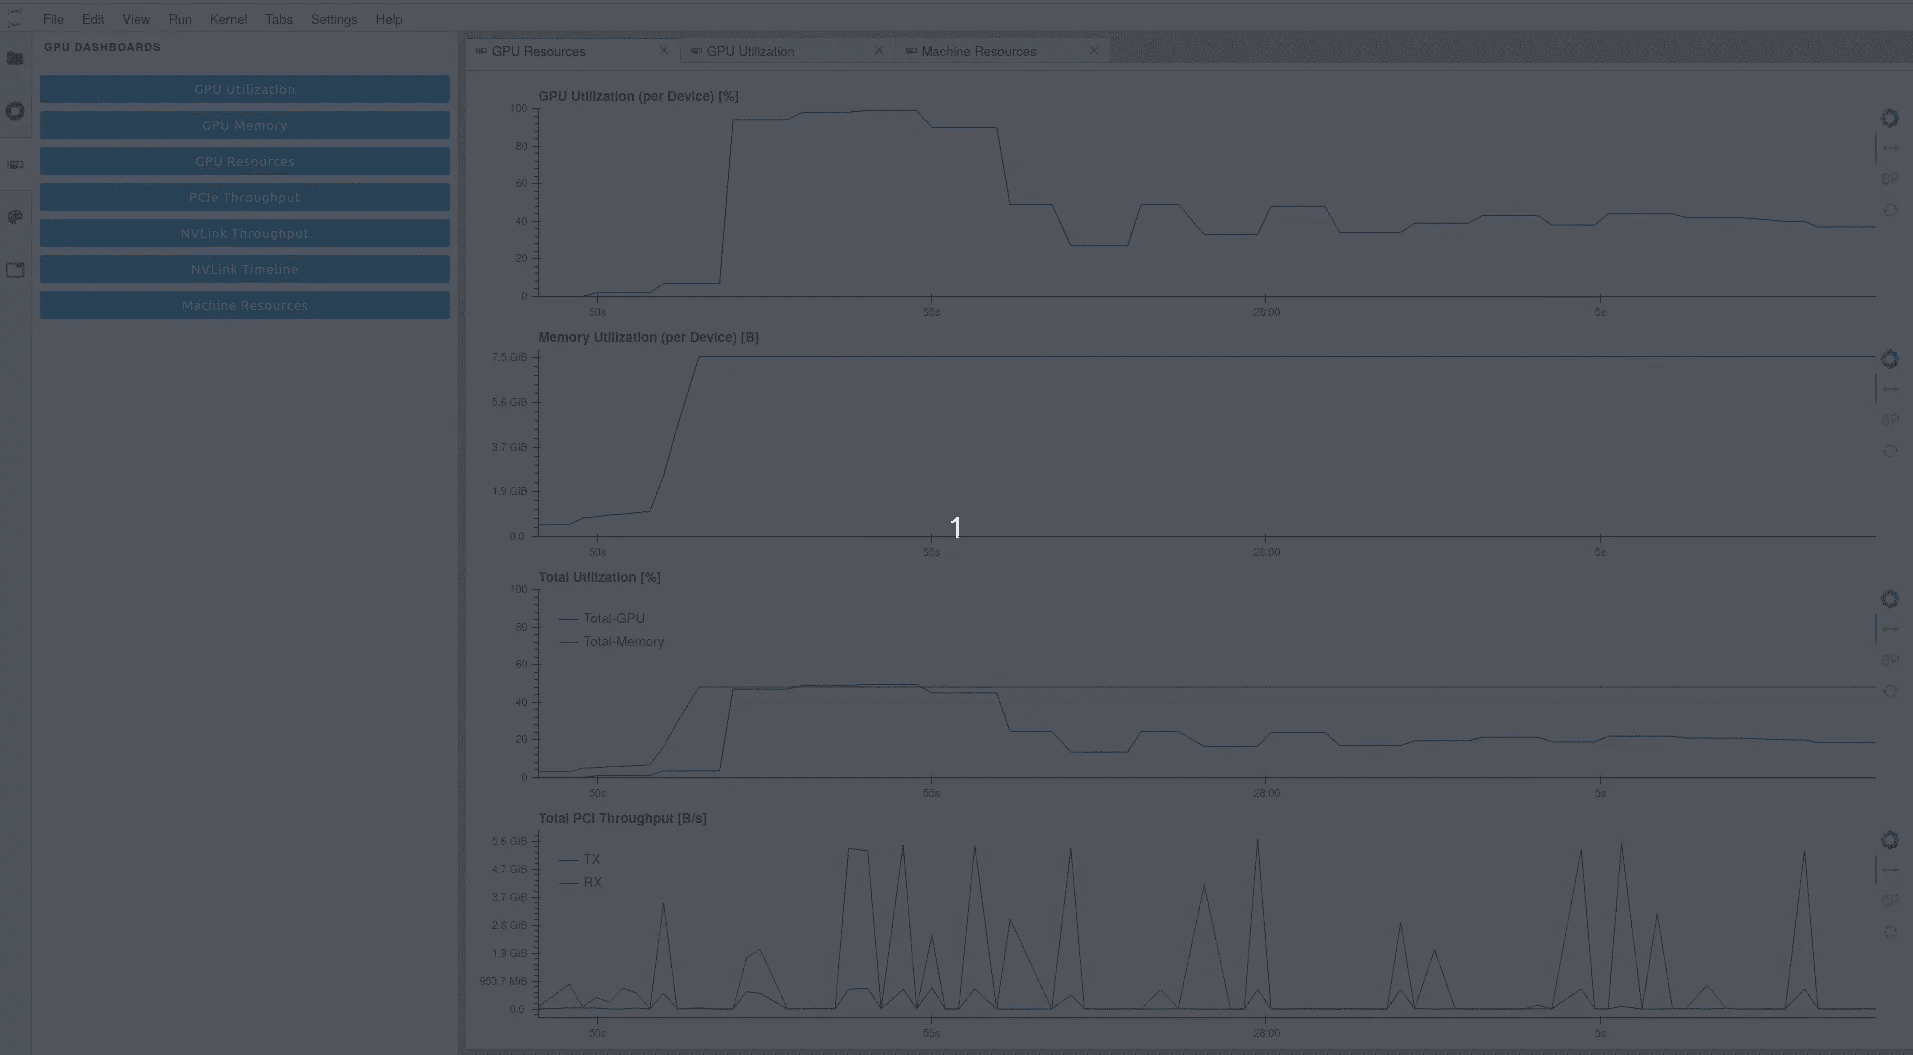 File Edit View Run Kernel Tabs Settings Help
GPU DASHBOARDS
GPU Utilization
GPU Memory
GPU Resources
PCIe Throughput
NVLink Throughput
NVLink Timeline
Machine Resources
GPU Resources GPU Utilization Machine Resources
GPU Utilization (per Device) [%]
100
80
60
40
20
0
50s 55s 28:00 5s
Memory Utilization (per Device) [B]
7.5 GiB
5.6 GiB
3.7 GiB
1.9 GiB
0.0
50s 55s 28:00 5s
1
Total Utilization [%]
100
80
60
40
20
0
Total-GPU
Total-Memory
50s 55s 28:00 5s
Total PCI Throughput [B/s]
5.6 GiB
4.7 GiB
3.7 GiB
2.8 GiB
1.9 GiB
953.7 MiB
0.0
TX
RX
50s 55s 28:00 5s